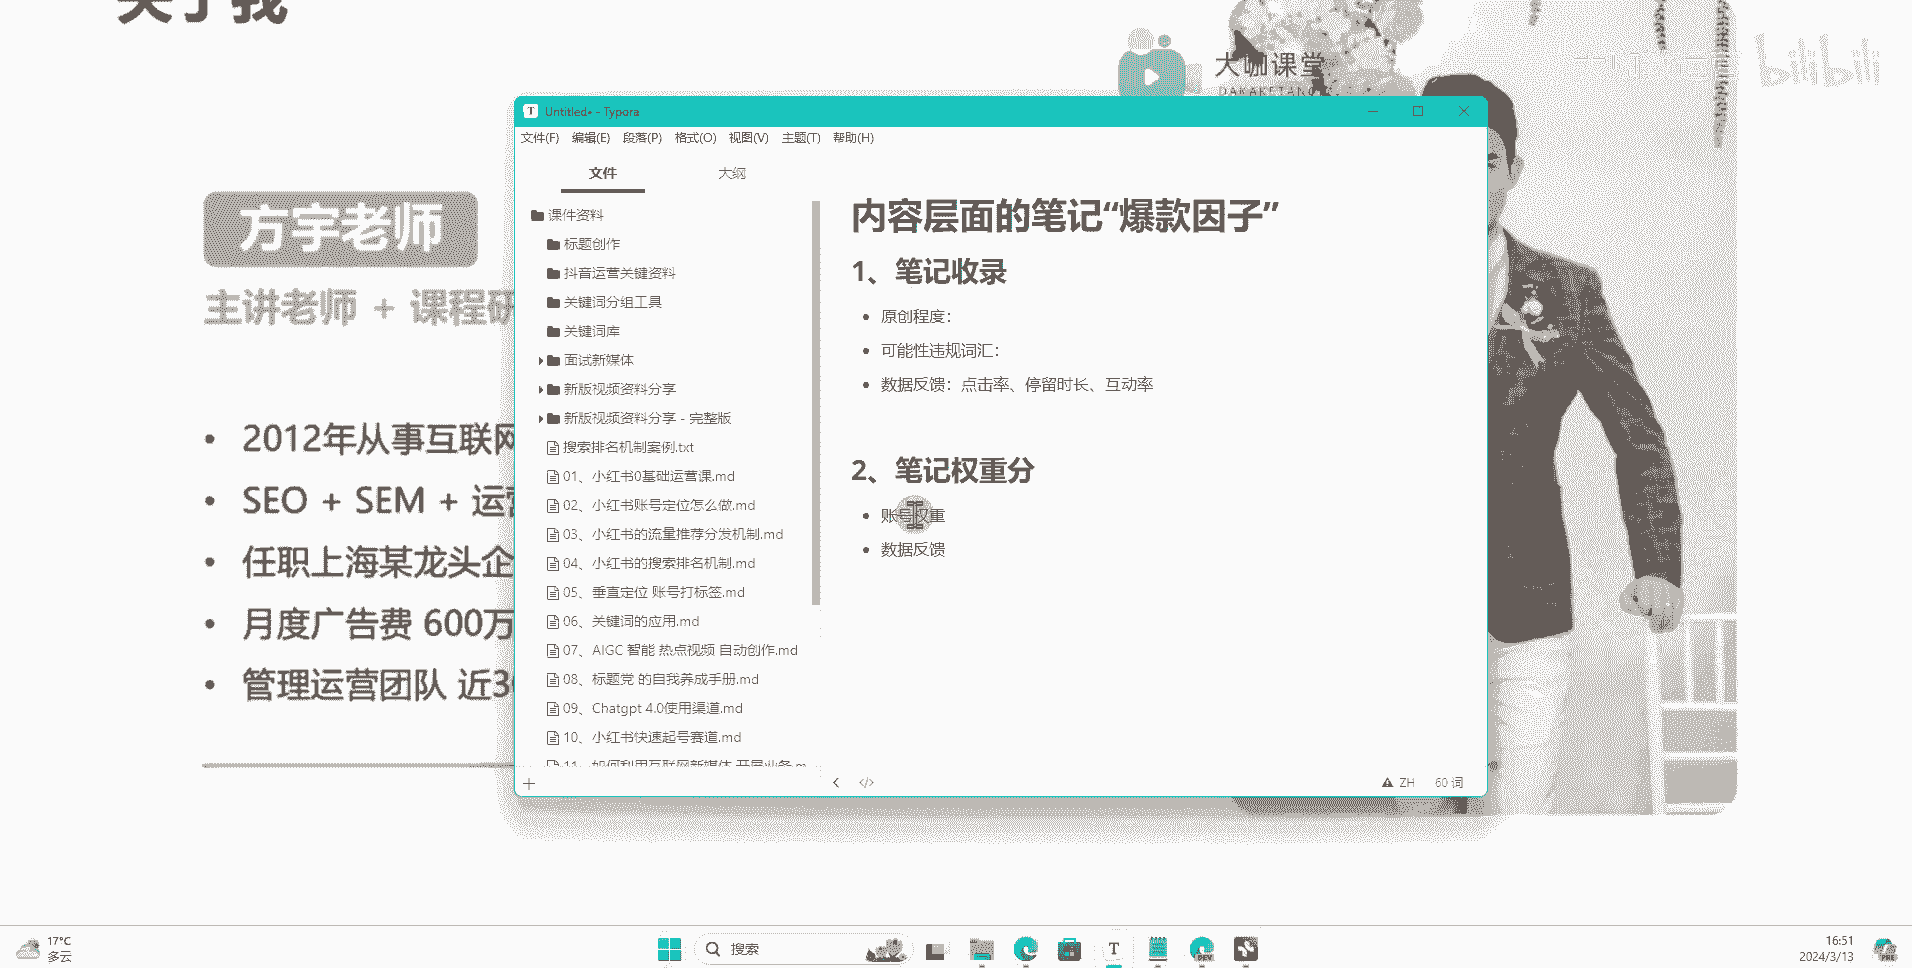 关于我
大咖课堂
DAKAKETANG
bilibili
方宇老师
主讲老师 + 课程研
2012年从事互联网
SEO + SEM + 运营
任职上海某龙头企
月度广告费 600万
管理运营团队 近30
Untitled• - Typora
文件(F) 编辑(E) 段落(P) 格式(O) 视图(V) 主题(T) 帮助(H)
文件 大纲
课件资料
标题创作
抖音运营关键资料
关键词分组工具
关键词库
面试新媒体
新版视频资料分享
新版视频资料分享 - 完整版
搜索排名机制案例.txt
01、小红书0基础运营课.md
02、小红书账号定位怎么做.md
03、小红书的流量推荐分发机制.md
04、小红书的搜索排名机制.md
05、垂直定位 账号打标签.md
06、关键词的应用.md
07、AIGC 智能 热点视频 自动创作.md
08、标题党 的自我养成手册.md
09、Chatgpt 4.0使用渠道.md
10、小红书快速起号赛道.md
11、如何利用互联网新媒体 开展业务.m
内容层面的笔记“爆款因子”
1、笔记收录
原创程度：
可能性违规词汇：
数据反馈：点击率、停留时长、互动率
2、笔记权重分
账号权重
数据反馈
ZH 60 词
17°C
多云
搜索
16:51
2024/3/13